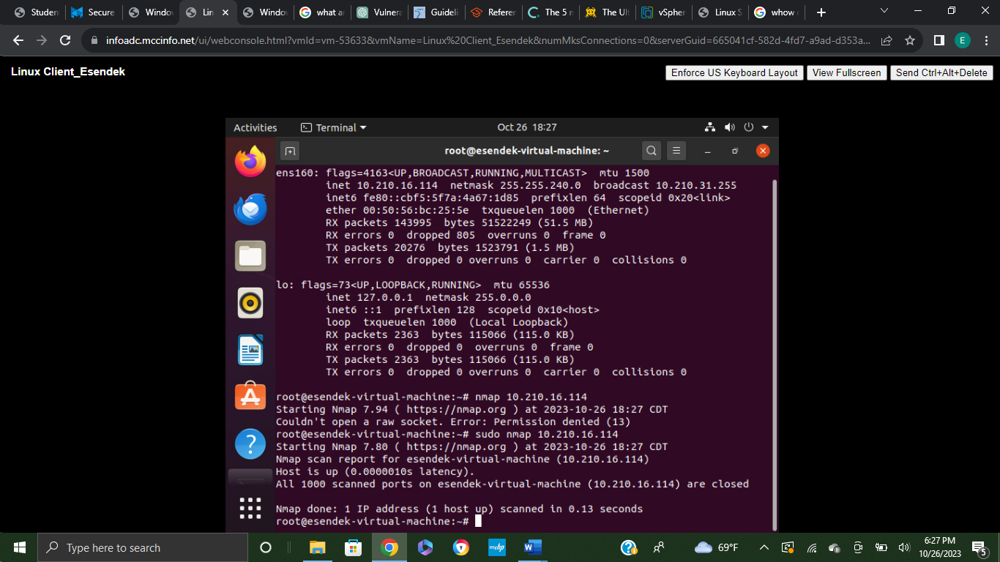 Student
Secure
Window
Lin
Window
what a
Vulnera
Guideli
Referer
The 5 m
The Ult
vSpher
Linux S
whow
infoadc.mccinfo.net/ui/webconsole.html?vmId=vm-53633&vmName=Linux%20Client_Esendek&numMksConnections=0&serverGuid=665041cf-582d-4fd7-a9ad-d353a...
E
Linux Client_Esendek
Enforce US Keyboard Layout
View Fullscreen
Send Ctrl+Alt+Delete
Activities
Terminal
Oct 26 18:27
root@esendek-virtual-machine: ~
ens160: flags=4163<UP,BROADCAST,RUNNING,MULTICAST>  mtu 1500
inet 10.210.16.114  netmask 255.255.240.0  broadcast 10.210.31.255
inet6 fe80::cbf5:5f7a:4a67:1d85  prefixlen 64  scopeid 0x20<link>
ether 00:50:56:bc:25:5e  txqueuelen 1000  (Ethernet)
RX packets 143995  bytes 51522249 (51.5 MB)
RX errors 0  dropped 805  overruns 0  frame 0
TX packets 20276  bytes 1523791 (1.5 MB)
TX errors 0  dropped 0 overruns 0  carrier 0  collisions 0
lo: flags=73<UP,LOOPBACK,RUNNING>  mtu 65536
inet 127.0.0.1  netmask 255.0.0.0
inet6 ::1  prefixlen 128  scopeid 0x10<host>
loop  txqueuelen 1000  (Local Loopback)
RX packets 2363  bytes 115066 (115.0 KB)
RX errors 0  dropped 0  overruns 0  frame 0
TX packets 2363  bytes 115066 (115.0 KB)
TX errors 0  dropped 0 overruns 0  carrier 0  collisions 0
root@esendek-virtual-machine:~# nmap 10.210.16.114
Starting Nmap 7.94 ( https://nmap.org ) at 2023-10-26 18:27 CDT
Couldn't open a raw socket. Error: Permission denied (13)
root@esendek-virtual-machine:~# sudo nmap 10.210.16.114
Starting Nmap 7.80 ( https://nmap.org ) at 2023-10-26 18:27 CDT
Nmap scan report for esendek-virtual-machine (10.210.16.114)
Host is up (0.0000010s latency).
All 1000 scanned ports on esendek-virtual-machine (10.210.16.114) are closed
Nmap done: 1 IP address (1 host up) scanned in 0.13 seconds
root@esendek-virtual-machine:~#
Type here to search
myhp
W
69°F
6:27 PM
10/26/2023
5